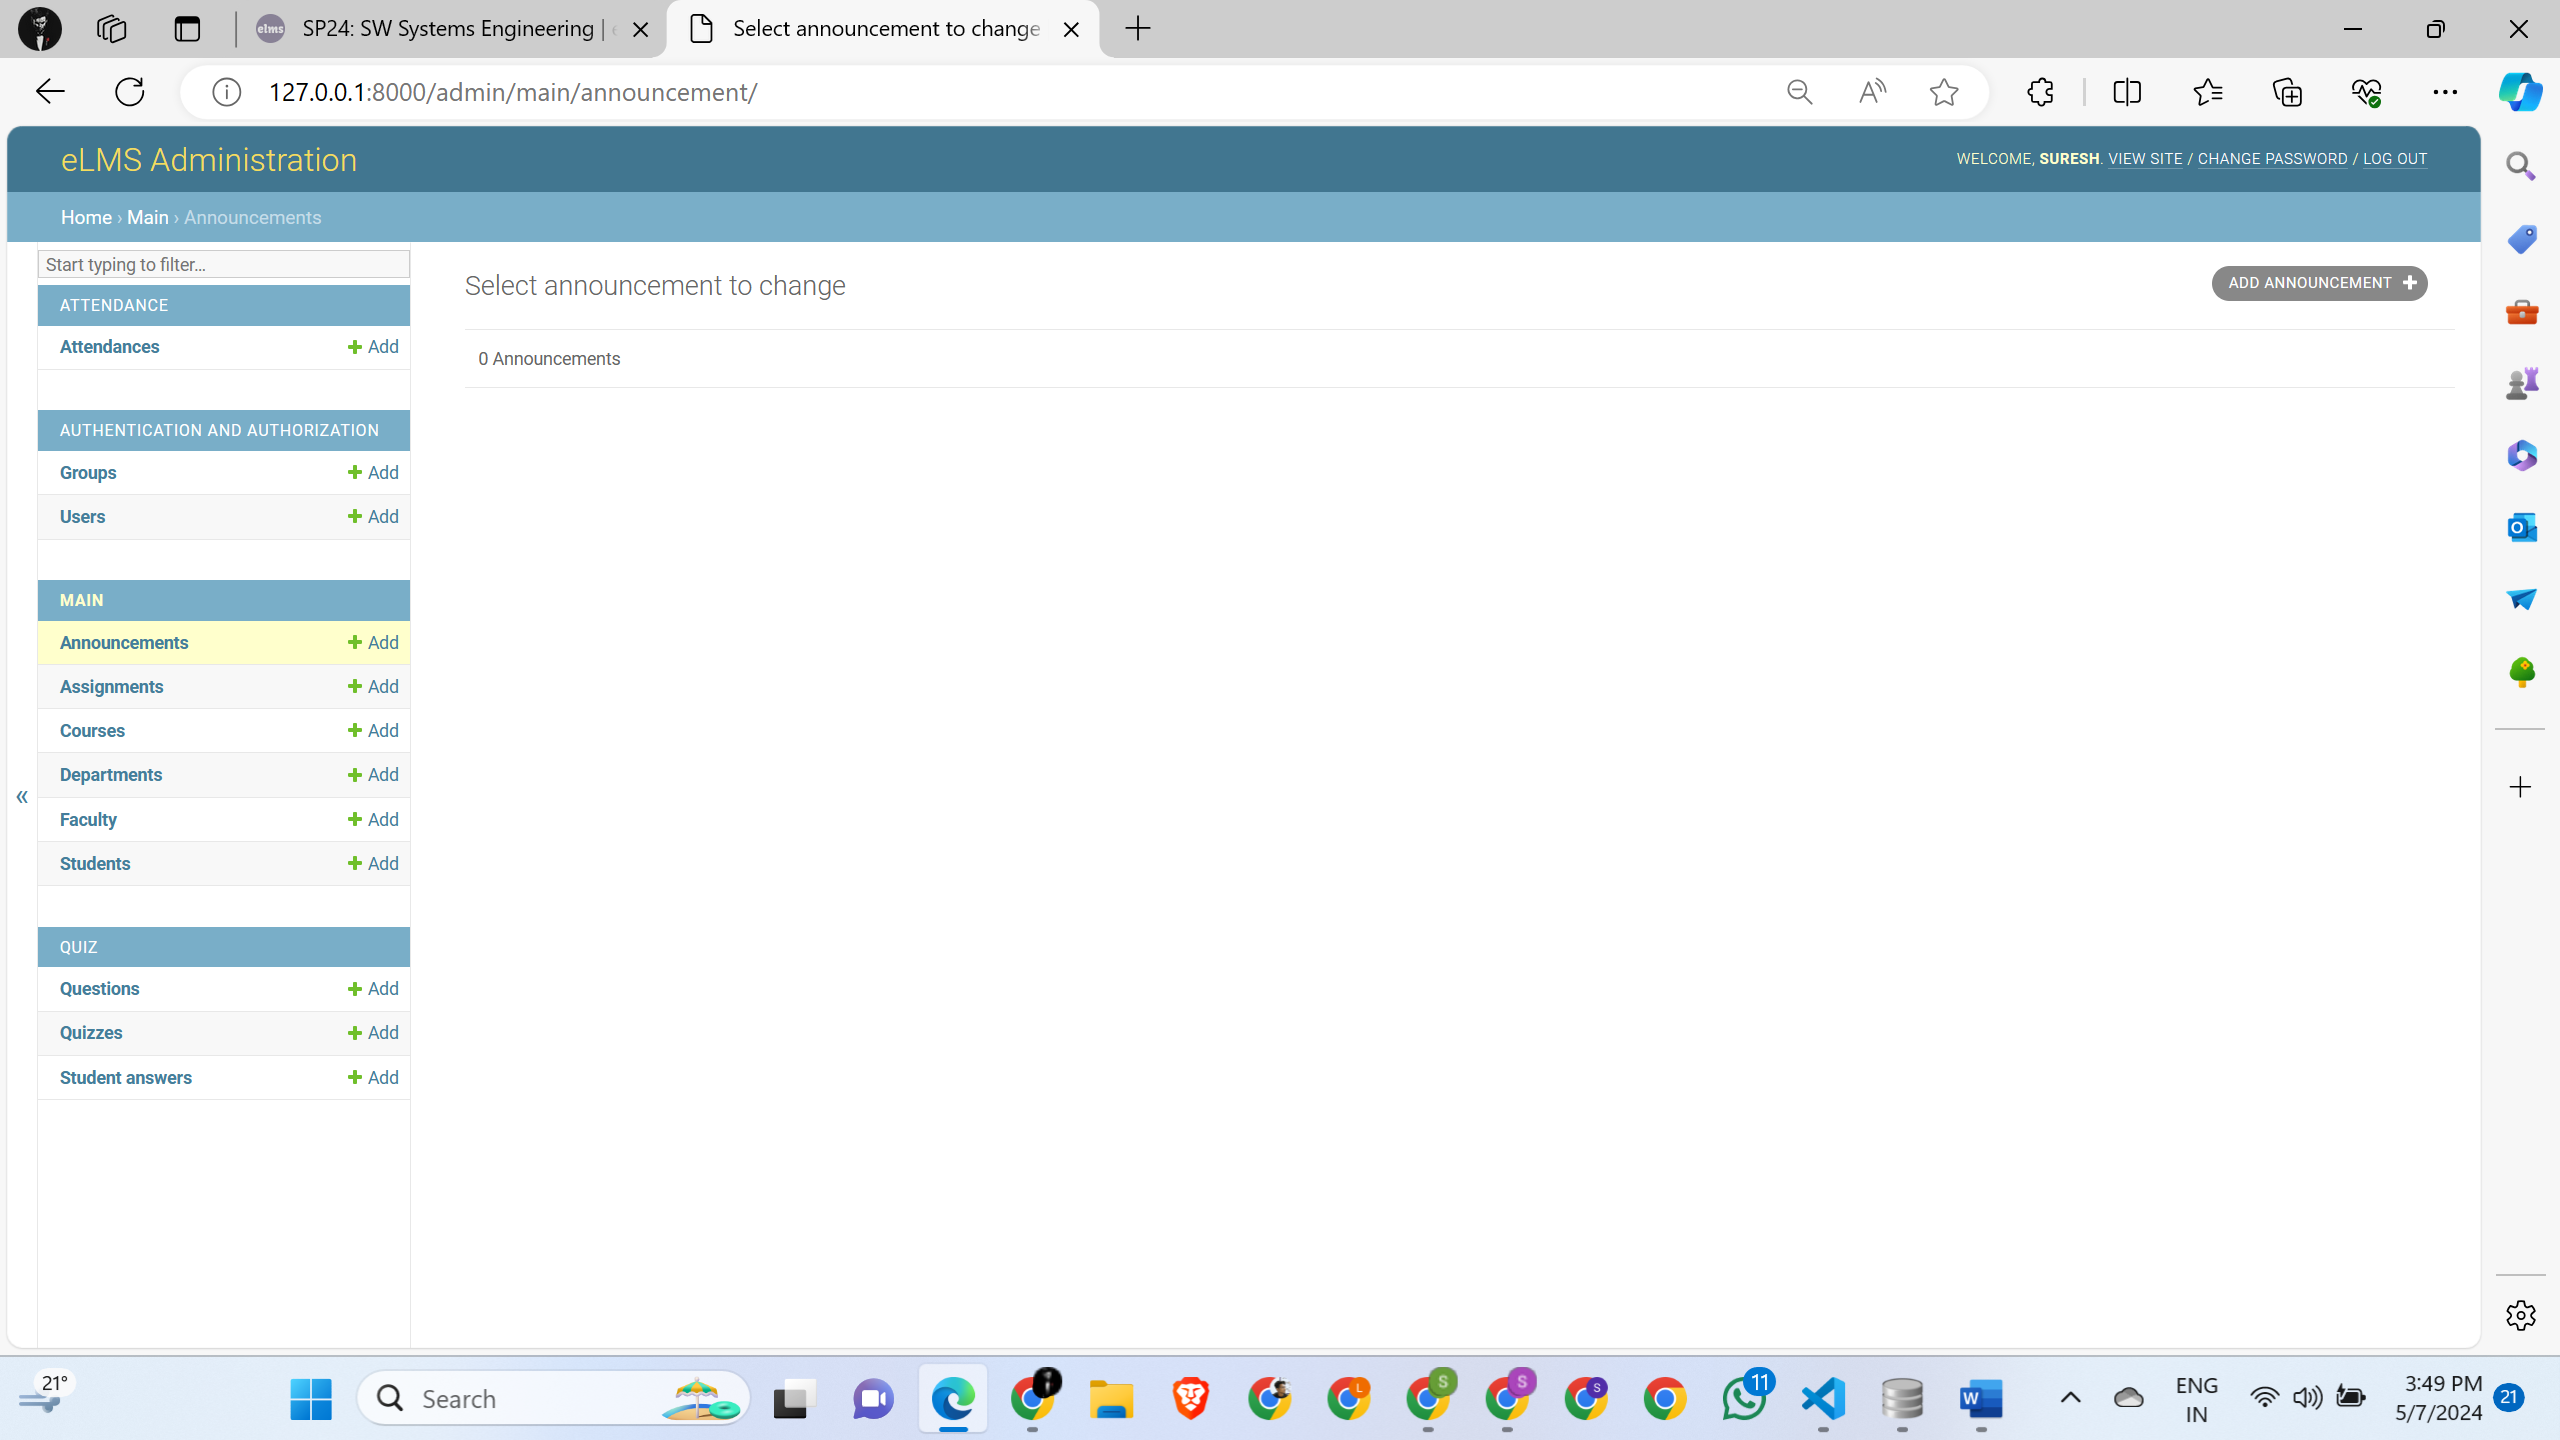 elms SP24: SW Systems Engineering |
Select announcement to change
127.0.0.1:8000/admin/main/announcement/
eLMS Administration
WELCOME, SURESH. VIEW SITE / CHANGE PASSWORD / LOG OUT
Home › Main › Announcements
Start typing to filter...
ATTENDANCE
Attendances Add
AUTHENTICATION AND AUTHORIZATION
Groups Add
Users Add
MAIN
Announcements Add
Assignments Add
Courses Add
Departments Add
Faculty Add
Students Add
QUIZ
Questions Add
Quizzes Add
Student answers Add
«
Select announcement to change
ADD ANNOUNCEMENT
0 Announcements
21°
Search
L
S
S
S
11
W
ENG
IN
3:49 PM
5/7/2024
21